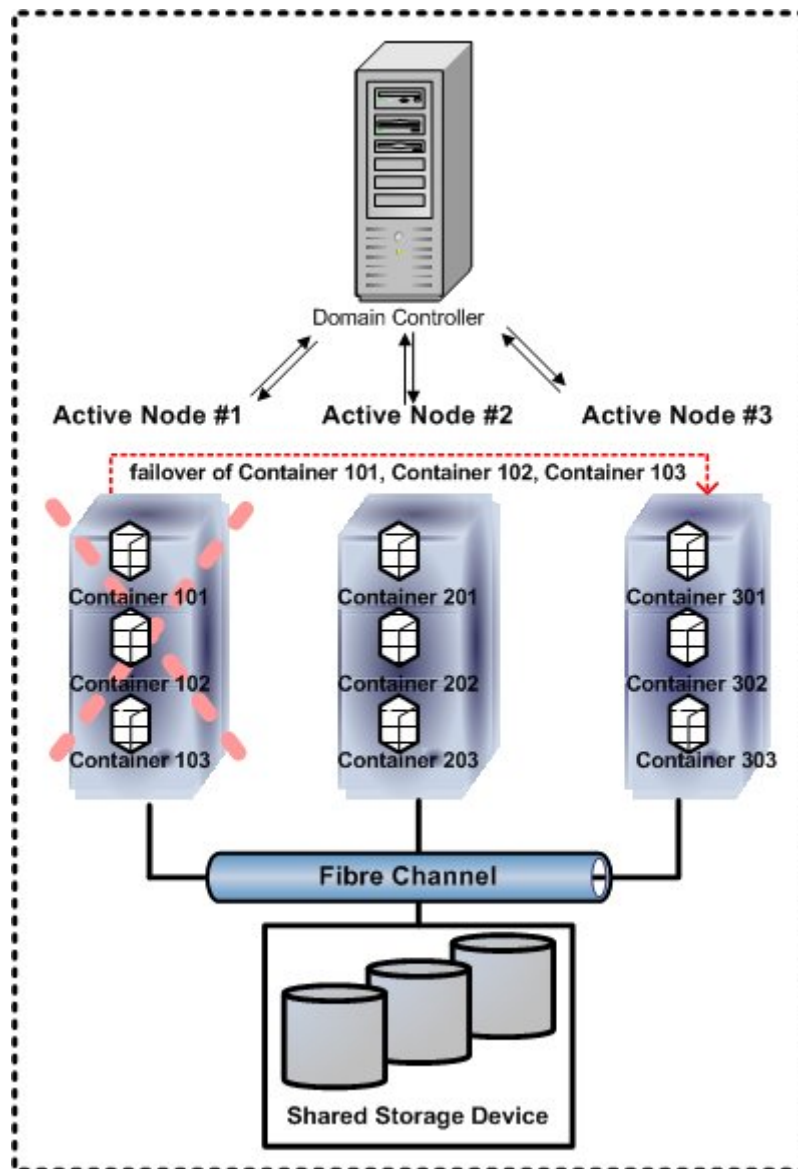 Domain Controller
Active Node #1
Active Node #2
Active Node #3
failover of Container 101, Container 102, Container 103
Container 101
Container 201
Container 301
Container 102
Container 202
Container 302
Container 103
Container 203
Container 303
Fibre Channel
Shared Storage Device